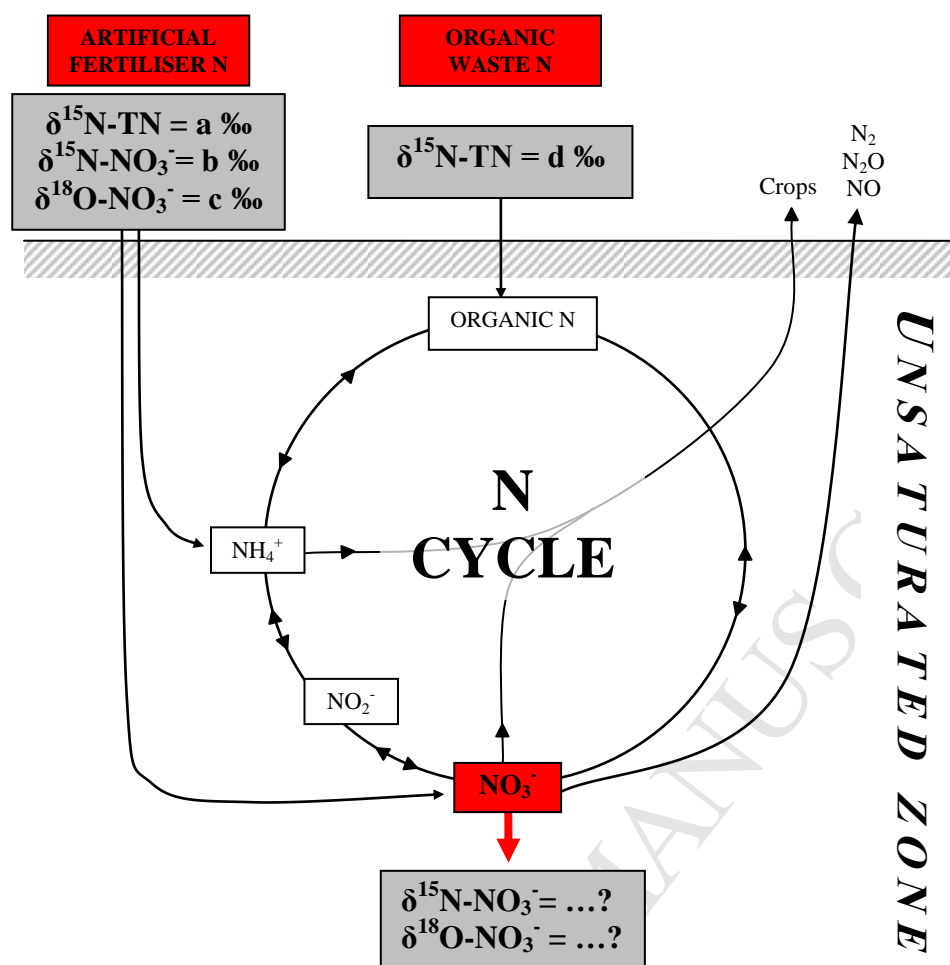 ARTIFICIAL
FERTILISER N
ORGANIC
WASTE N
δ¹⁵N-TN = a ‰
δ¹⁵N-NO₃⁻= b ‰
δ¹⁸O-NO₃⁻ = c ‰
δ¹⁵N-TN = d ‰
N₂
N₂O
NO
Crops
ORGANIC N
UNSATURATED ZONE
N
CYCLE
NH₄⁺
NO₂⁻
NO₃⁻
MANUSC
δ¹⁵N-NO₃⁻= ...?
δ¹⁸O-NO₃⁻ = ...?